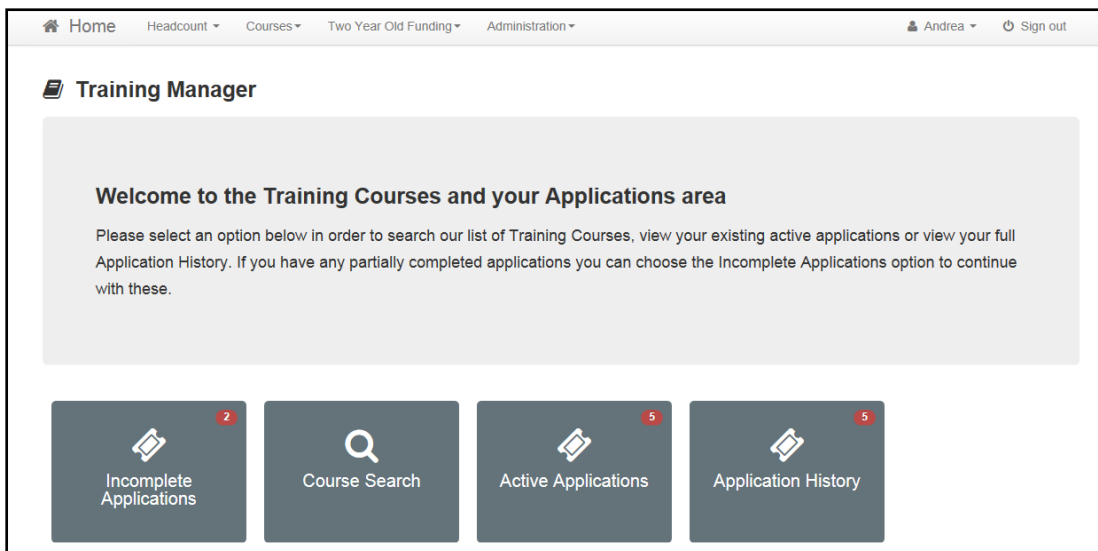 Home Headcount Courses Two Year Old Funding Administration Andrea Sign out
Training Manager
Welcome to the Training Courses and your Applications area
Please select an option below in order to search our list of Training Courses, view your existing active applications or view your full
Application History. If you have any partially completed applications you can choose the Incomplete Applications option to continue
with these.
2
Incomplete
Applications
Course Search
5
Active Applications
5
Application History